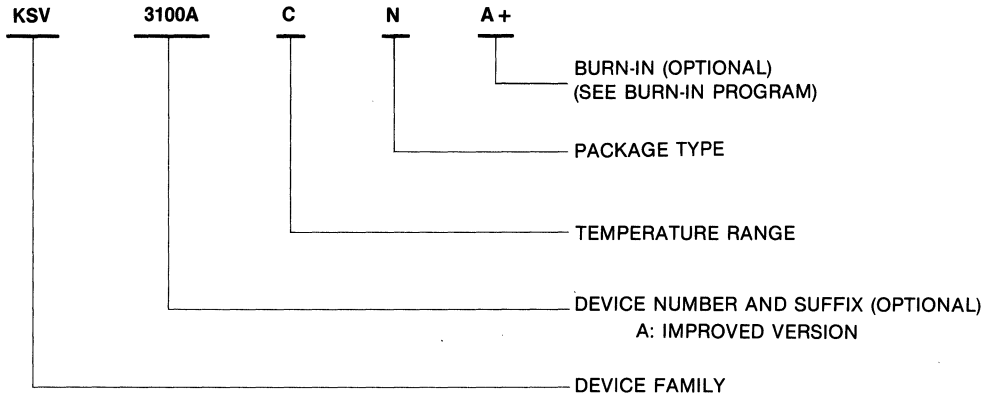 KSV 3100A C N A+
BURN-IN (OPTIONAL)
(SEE BURN-IN PROGRAM)
PACKAGE TYPE
TEMPERATURE RANGE
DEVICE NUMBER AND SUFFIX (OPTIONAL)
A: IMPROVED VERSION
DEVICE FAMILY